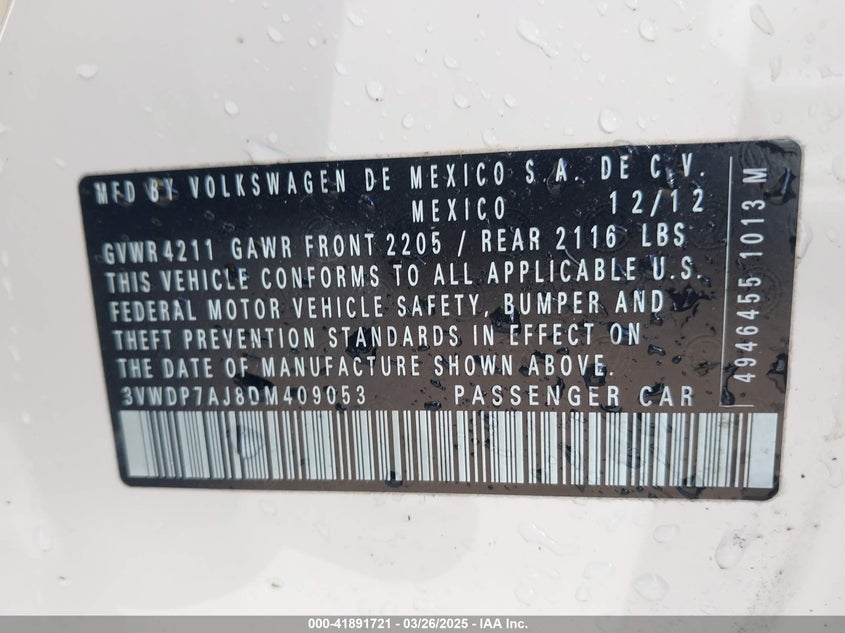 MFD BY VOLKSWAGEN DE MEXICO S.A. DE C.V.
MEXICO 12/12
GVWR 4211 GAWR FRONT 2205 / REAR 2116 LBS
THIS VEHICLE CONFORMS TO ALL APPLICABLE U.S.
FEDERAL MOTOR VEHICLE SAFETY, BUMPER AND
THEFT PREVENTION STANDARDS IN EFFECT ON
THE DATE OF MANUFACTURE SHOWN ABOVE.
3VWDP7AJ8DM409053 PASSENGER CAR
4946455 1013 M
000-41891721 - 03/26/2025 - IAA Inc.